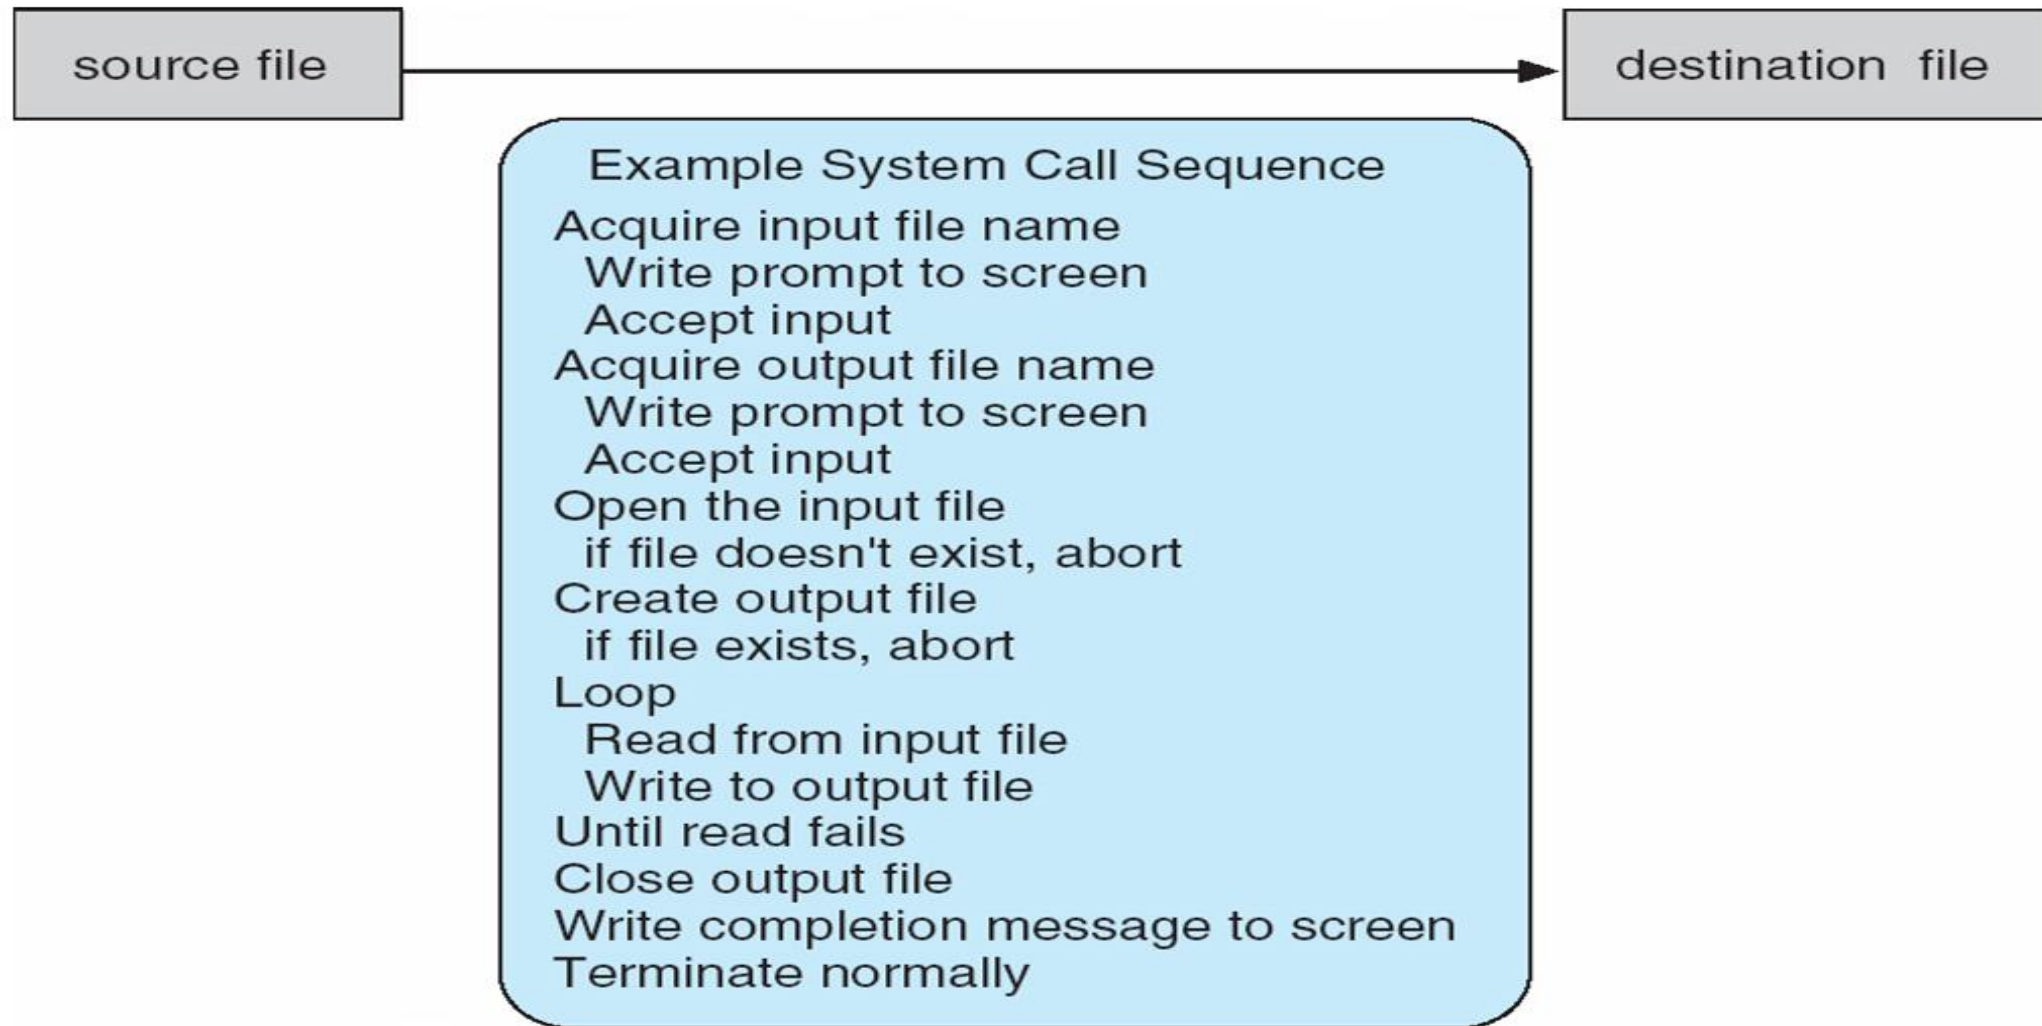 source file
destination file
Example System Call Sequence
Acquire input file name
Write prompt to screen
Accept input
Acquire output file name
Write prompt to screen
Accept input
Open the input file
if file doesn't exist, abort
Create output file
if file exists, abort
Loop
Read from input file
Write to output file
Until read fails
Close output file
Write completion message to screen
Terminate normally